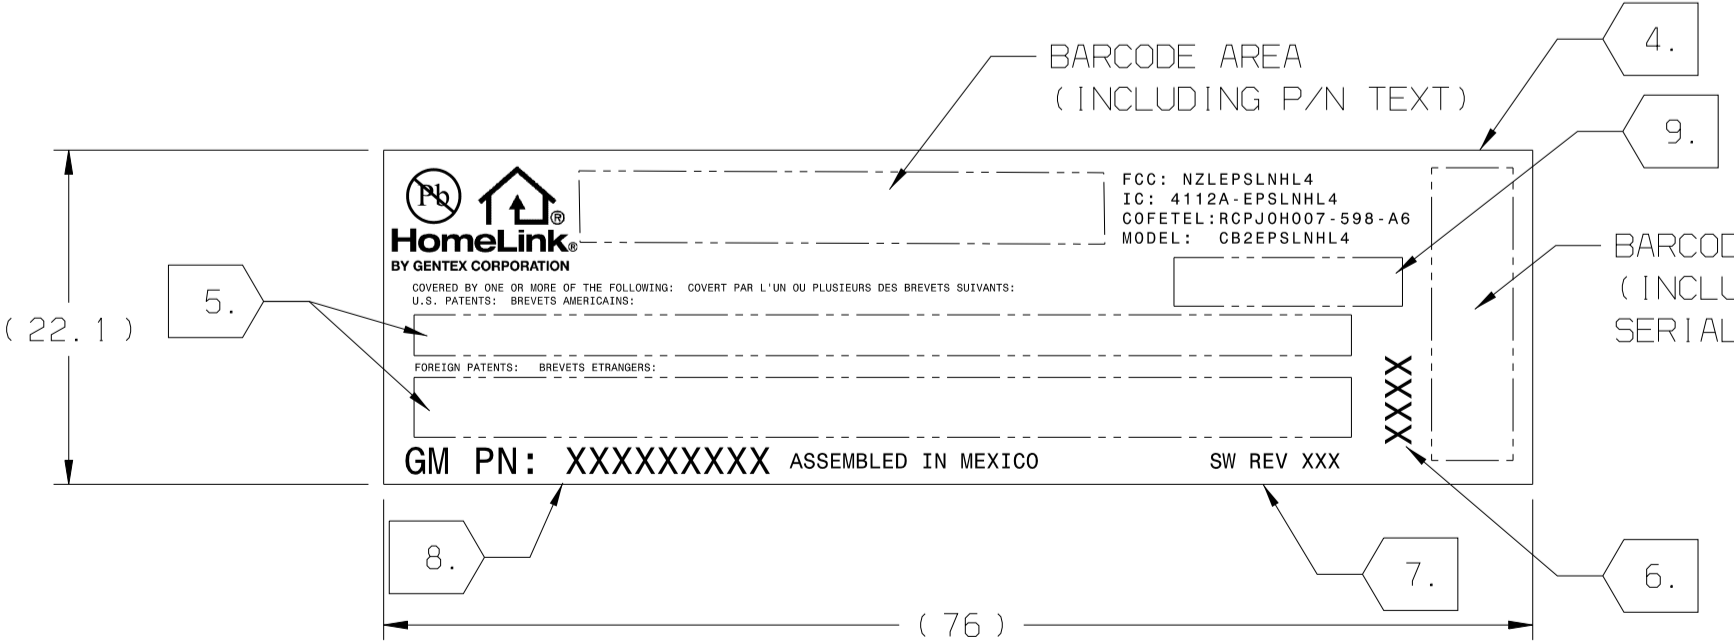 BARCODE AREA
(INCLUDING P/N TEXT)
4.
9.
Pb
®
HomeLink®
BY GENTEX CORPORATION
FCC: NZLEPSLNHL4
IC: 4112A-EPSLNHL4
COFETEL:RCPJOHO07-598-A6
MODEL: CB2EPSLNHL4
BARCOD
(INCLU
SERIAL
COVERED BY ONE OR MORE OF THE FOLLOWING: COVERT PAR L'UN OU PLUSIEURS DES BREVETS SUIVANTS:
U.S. PATENTS: BREVETS AMERICAINS:
5.
(22.1)
FOREIGN PATENTS: BREVETS ETRANGERS:
XXXX
GM PN: XXXXXXXXX ASSEMBLED IN MEXICO SW REV XXX
8.
7.
6.
(76)